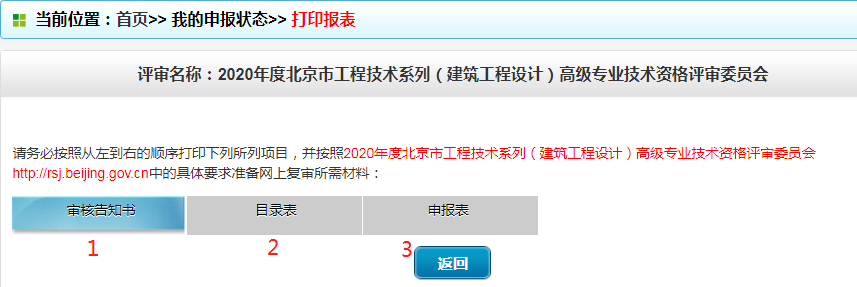 当前位置：首页>> 我的申报状态>> 打印报表
评审名称：2020年度北京市工程技术系列（建筑工程设计）高级专业技术资格评审委员会
请务必按照从左到右的顺序打印下列所列项目，并按照2020年度北京市工程技术系列（建筑工程设计）高级专业技术资格评审委员会
http://rsj.beijing.gov.cn中的具体要求准备网上复审所需材料：
审核告知书 目录表 申报表
1 2 3
返回